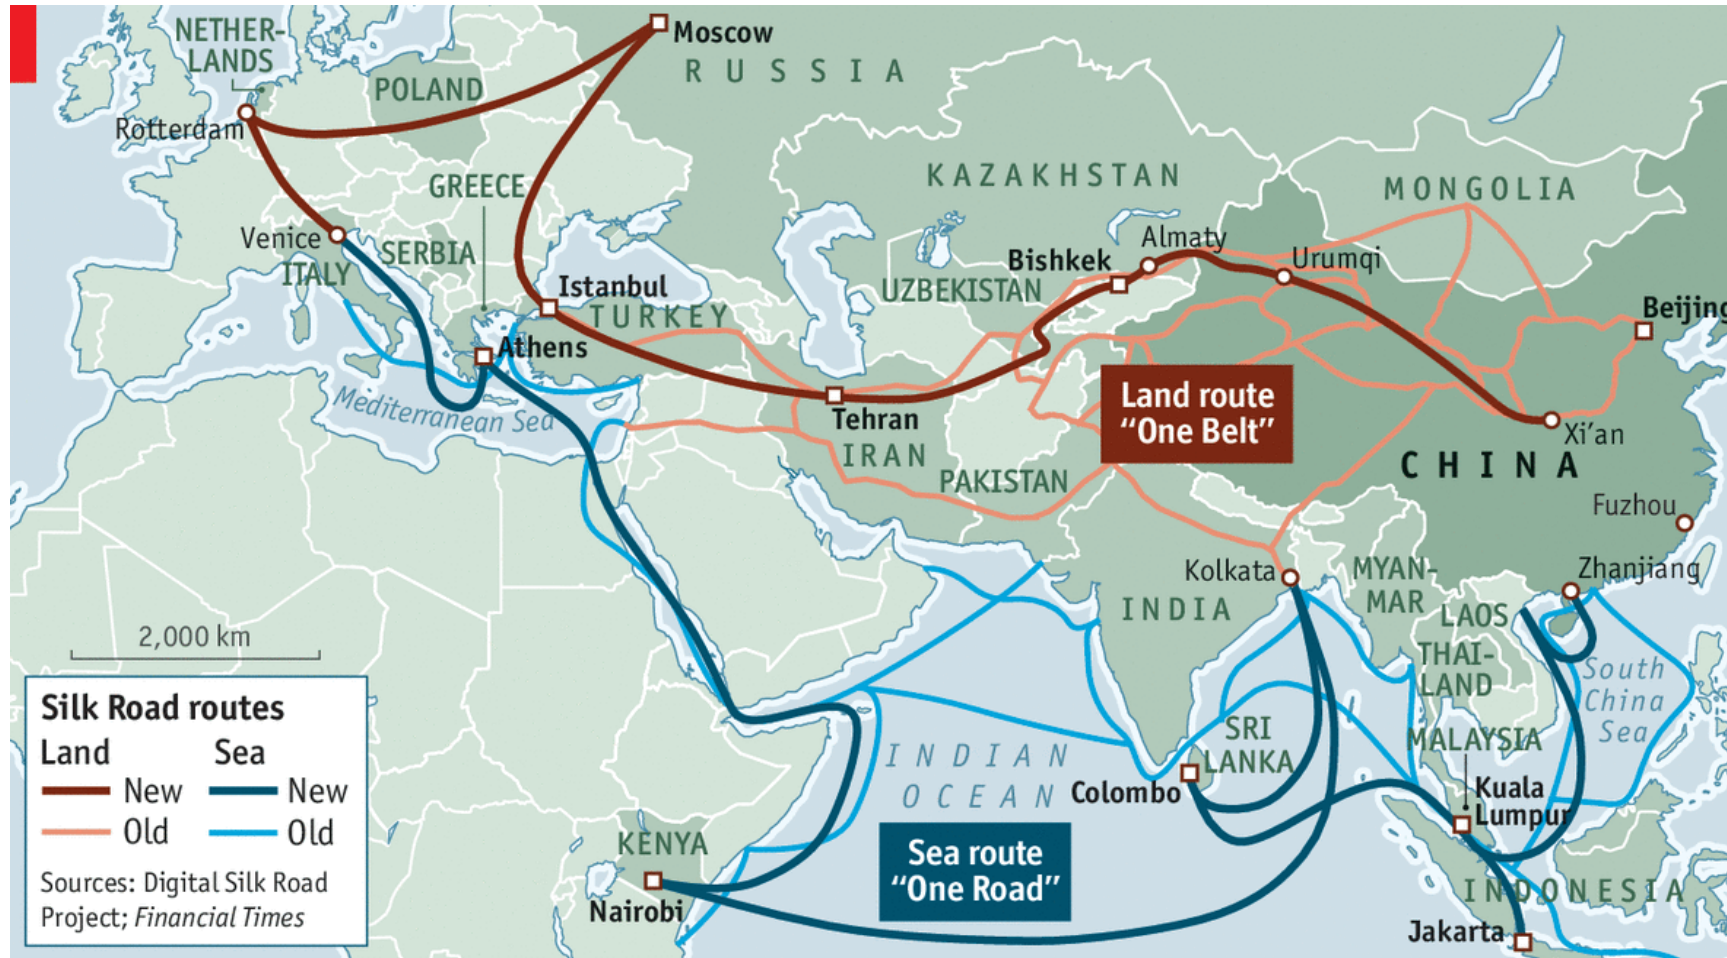 NETHER-
LANDS
Moscow
RUSSIA
POLAND
Rotterdam
KAZAKHSTAN
MONGOLIA
GREECE
Venice
SERBIA
ITALY
Almaty
Bishkek
Urumqi
Istanbul
UZBEKISTAN
TURKEY
Beijing
Athens
Mediterranean Sea
Tehran
Land route
“One Belt”
IRAN
Xi’an
PAKISTAN
CHINA
Fuzhou
Kolkata
MYAN-
MAR
Zhanjiang
INDIA
LAOS
2,000 km
THAI-
LAND
South
China
Sea
Silk Road routes
Land Sea
New New
Old Old
Sources: Digital Silk Road
Project; Financial Times
SRI
LANKA
MALAYSIA
INDIAN
OCEAN
Colombo
Kuala
Lumpur
KENYA
Sea route
“One Road”
Nairobi
INDONESIA
Jakarta